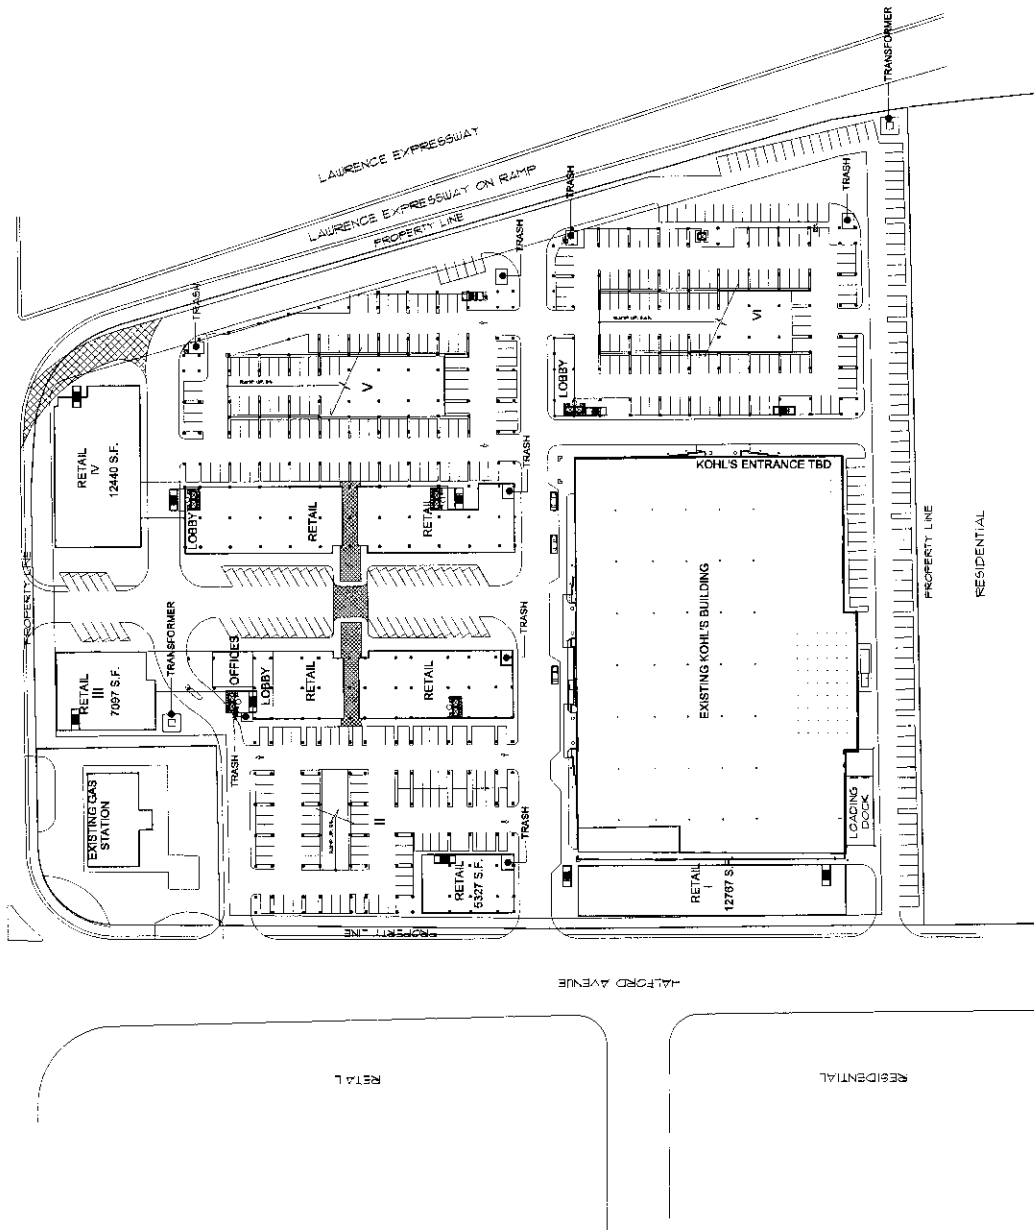 TRANSFORMER
LAWRENCE EXPRESSWAY
LAWRENCE EXPRESSWAY ON RAMP
PROPERTY LINE
TRASH
TRASH
TRASH
TRASH
RETAIL
IV
12440 S.F.
V
VI
LOBBY
LOBBY
RETAIL
RETAIL
TRASH
KOHL'S ENTRANCE TBD
PROPERTY LINE
PROPERTY LINE
RESIDENTIAL
TRANSFORMER
OFFICES
LOBBY
RETAIL
RETAIL
TRASH
RETAIL
III
7097 S.F.
EXISTING KOHL'S BUILDING
TRASH
EXISTING GAS
STATION
II
TRASH
RETAIL
5327 S.F.
LOADING
DOCK
RETAIL
I
12767 S.F.
PROPERTY LINE
HALFORD AVENUE
RETAIL
RESIDENTIAL